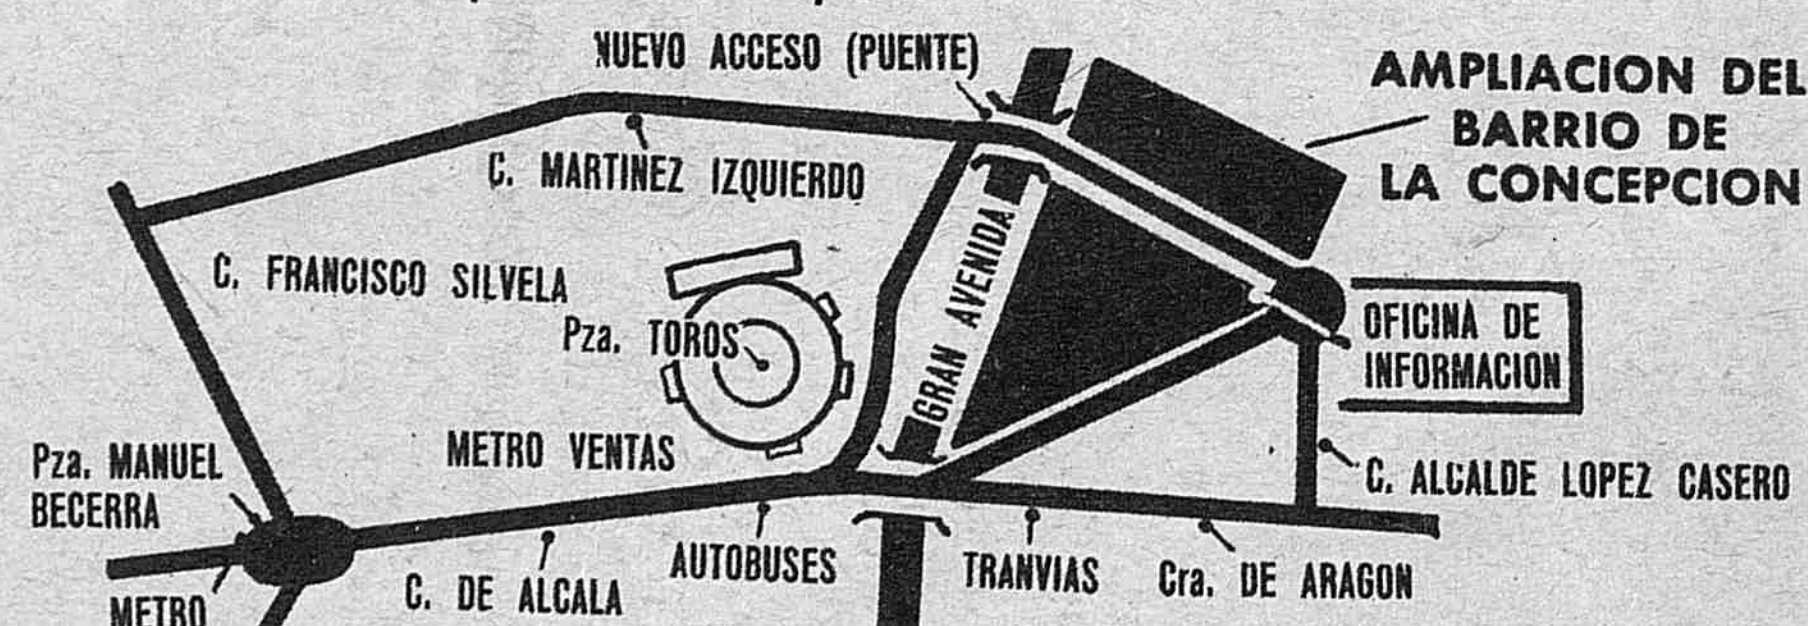 NUEVO ACCESO (PUENTE)
AMPLIACION DEL
BARRIO DE
LA CONCEPCION
C. MARTINEZ IZQUIERDO
C. FRANCISCO SILVELA
Pza. TOROS
GRAN AVENIDA
OFICINA DE
INFORMACION
METRO VENTAS
Pza. MANUEL
BECERRA
C. ALCALDE LOPEZ CASERO
AUTOBUSES
TRANVIAS
Cra. DE ARAGON
C. DE ALCALA
METRO